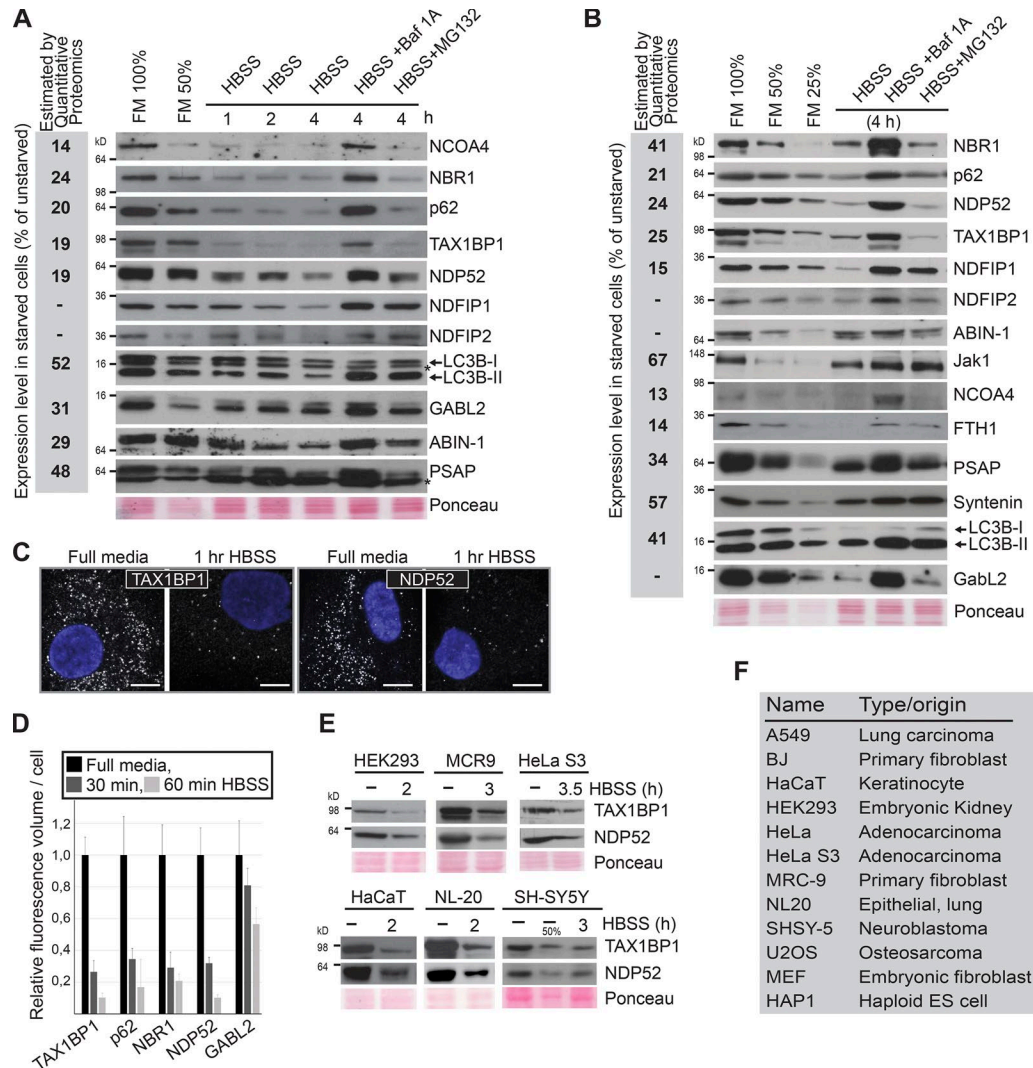 A
Estimated by
Quantitative
Proteomics
FM 100%
FM 50%
HBSS
HBSS
HBSS
HBSS +Baf 1A
HBSS+MG132
1 2 4 4 4 h
Expression level in starved cells (% of unstarved)
kD
14 64 NCOA4
24 98 NBR1
20 64 p62
19 98 TAX1BP1
19 64 NDP52
- 36 NDFIP1
- 36 NDFIP2
52 16 LC3B-I
*
LC3B-II
31 16 GABL2
29 64 ABIN-1
48 64 PSAP
*
Ponceau
B
Estimated by
Quantitative
Proteomics
FM 100%
FM 50%
FM 25%
HBSS
HBSS +Baf 1A
HBSS+MG132
(4 h)
Expression level in starved cells (% of unstarved)
kD
41 98 NBR1
21 64 p62
24 64 NDP52
25 98 TAX1BP1
15 36 NDFIP1
- 36 NDFIP2
- 64 ABIN-1
67 148 Jak1
13 98 NCOA4
14 36 FTH1
34 64 PSAP
57 36 Syntenin
41 16 LC3B-I
LC3B-II
- 16 GabL2
Ponceau
C
Full media 1 hr HBSS Full media 1 hr HBSS
TAX1BP1 NDP52
D
Full media,
30 min, 60 min HBSS
Relative fluorescence volume / cell
1,2
1,0
0,8
0,6
0,4
0,2
TAX1BP1
p62
NBR1
NDP52
GABL2
E
HEK293 MCR9 HeLa S3
– 2 – 3 – 3.5 HBSS (h)
kD
98 TAX1BP1
64 NDP52
Ponceau
HaCaT NL-20 SH-SY5Y
– 2 – 2 – – 3 HBSS (h)
50%
kD
98 TAX1BP1
64 NDP52
Ponceau
F
Name Type/origin
A549 Lung carcinoma
BJ Primary fibroblast
HaCaT Keratinocyte
HEK293 Embryonic Kidney
HeLa Adenocarcinoma
HeLa S3 Adenocarcinoma
MRC-9 Primary fibroblast
NL20 Epithelial, lung
SHSY-5 Neuroblastoma
U2OS Osteosarcoma
MEF Embryonic fibroblast
HAP1 Haploid ES cell